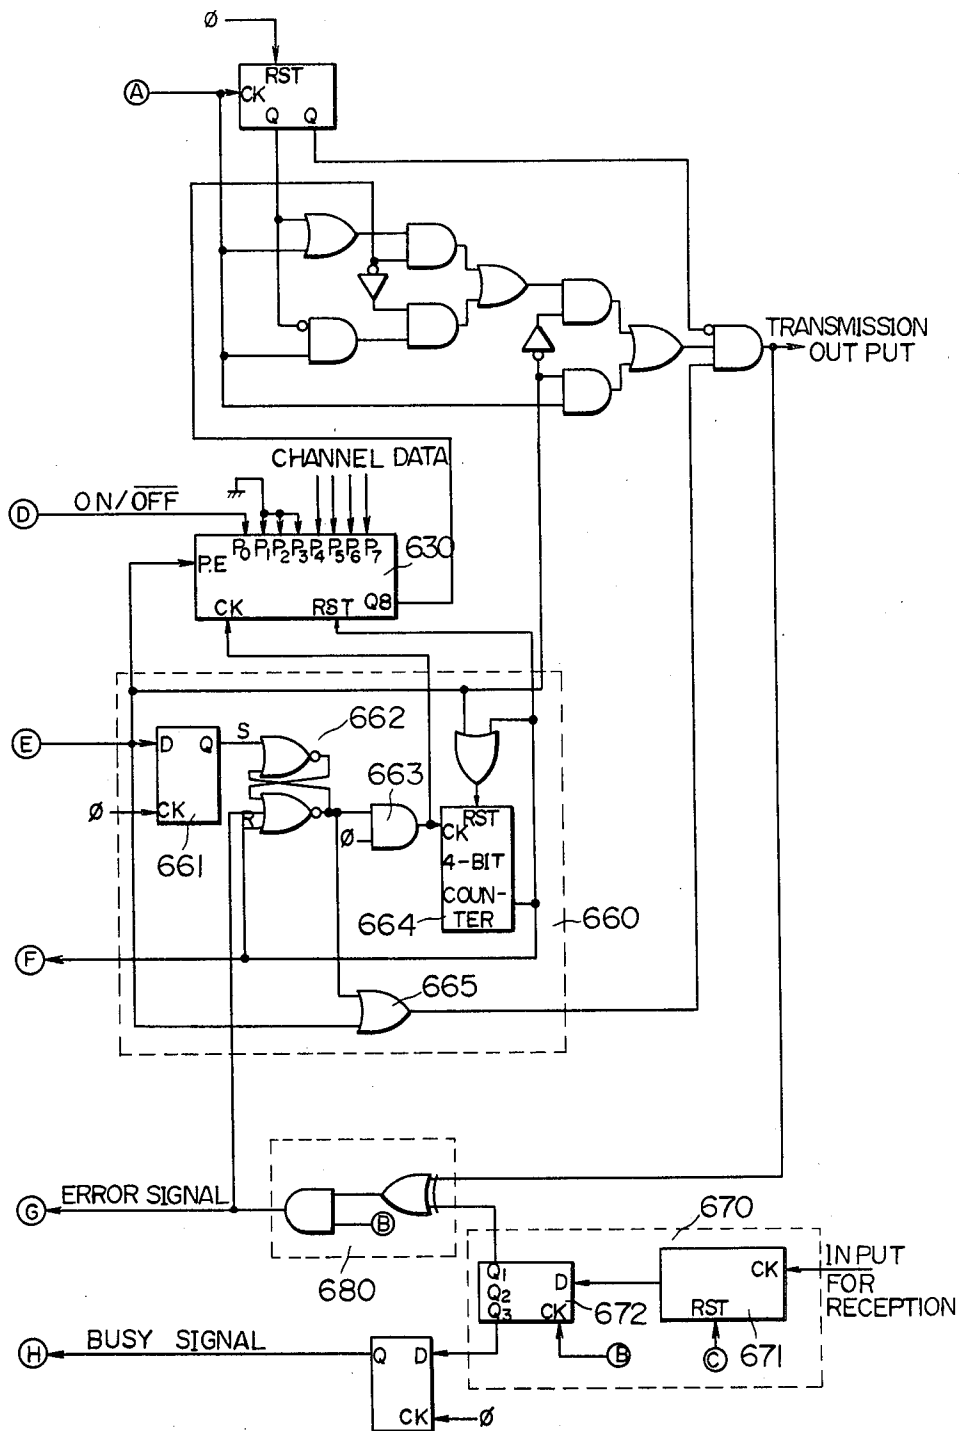 Ø
RST
A
CK
Q Q
TRANSMISSION
OUTPUT
CHANNEL DATA
D ON/OFF
P0 P1 P2 P3 P4 P5 P6 P7
630
P.E
CK RST Q8
E
D Q
S
662
663
Ø
CK
R
Ø
661
RST
CK
4-BIT
COUN-
TER
664
660
F
665
G ERROR SIGNAL
B
680
670
INPUT
FOR
RECEPTION
CK
RST
C
671
Q1
Q2
Q3
D
CK
672
B
H BUSY SIGNAL
Q D
CK
Ø